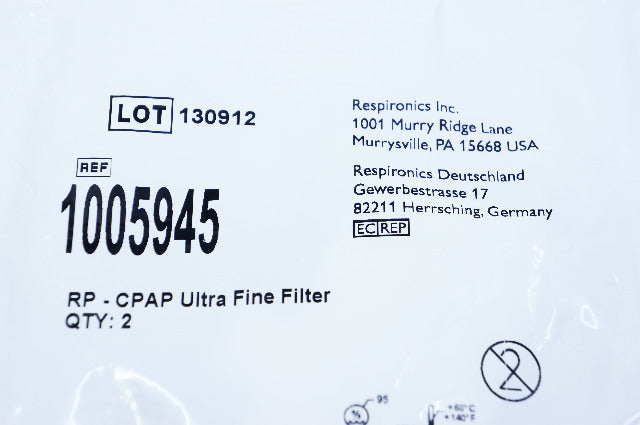 LOT 130912
REF
1005945
RP - CPAP Ultra Fine Filter
QTY: 2
Respironics Inc.
1001 Murry Ridge Lane
Murrysville, PA 15668 USA
Respironics Deutschland
Gewerbestrasse 17
82211 Herrsching, Germany
EC REP
2
95
%
+60°C
+140°F